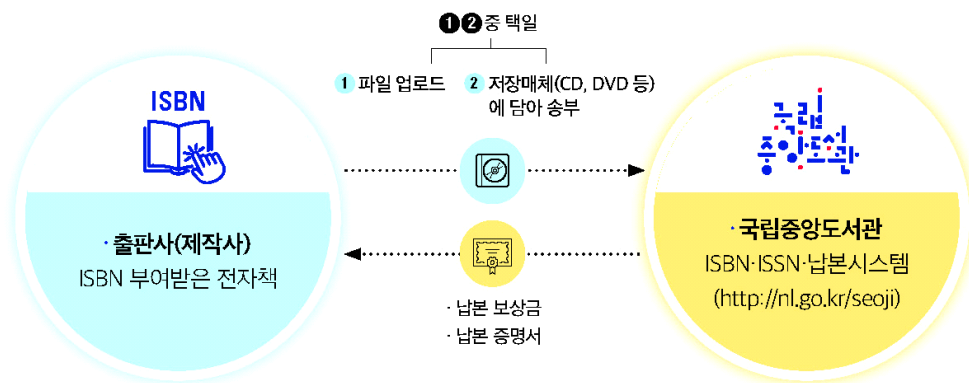 ❶❷중 택일
1 파일 업로드
2 저장매체(CD, DVD 등)
에 담아 송부
ISBN
국립
중앙도서관
· 출판사(제작사)
ISBN 부여받은 전자책
· 국립중앙도서관
ISBN·ISSN·납본시스템
(http://nl.go.kr/seoji)
· 납본 보상금
· 납본 증명서